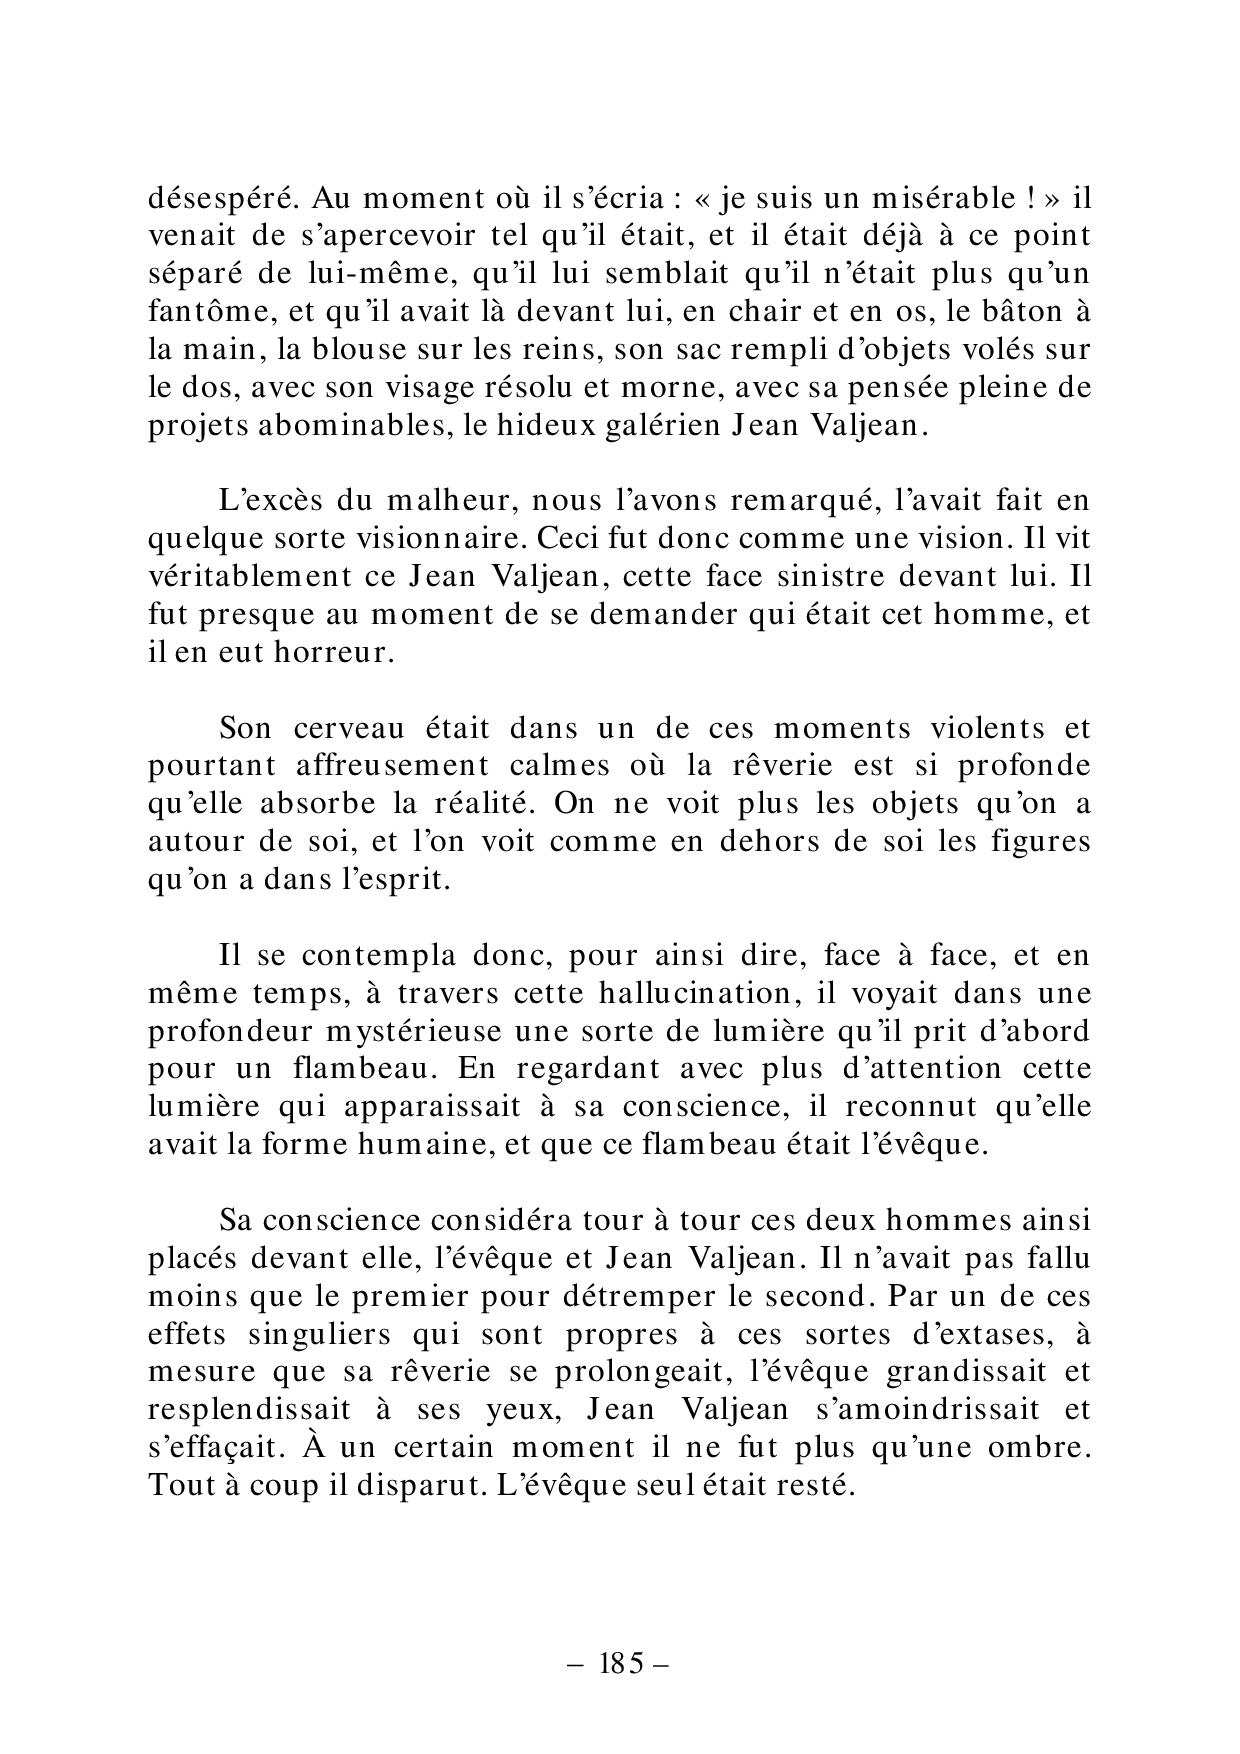 désespéré. Au moment où il s’écria : « je suis un misérable ! » il
venait de s’apercevoir tel qu’il était, et il était déjà à ce point
séparé de lui-même, qu’il lui semblait qu’il n’était plus qu’un
fantôme, et qu’il avait là devant lui, en chair et en os, le bâton à
la main, la blouse sur les reins, son sac rempli d’objets volés sur
le dos, avec son visage résolu et morne, avec sa pensée pleine de
projets abominables, le hideux galérien Jean Valjean.
L’excès du malheur, nous l’avons remarqué, l’avait fait en
quelque sorte visionnaire. Ceci fut donc comme une vision. Il vit
véritablement ce Jean Valjean, cette face sinistre devant lui. Il
fut presque au moment de se demander qui était cet homme, et
il en eut horreur.
Son cerveau était dans un de ces moments violents et
pourtant affreusement calmes où la rêverie est si profonde
qu’elle absorbe la réalité. On ne voit plus les objets qu’on a
autour de soi, et l’on voit comme en dehors de soi les figures
qu’on a dans l’esprit.
Il se contempla donc, pour ainsi dire, face à face, et en
même temps, à travers cette hallucination, il voyait dans une
profondeur mystérieuse une sorte de lumière qu’il prit d’abord
pour un flambeau. En regardant avec plus d’attention cette
lumière qui apparaissait à sa conscience, il reconnut qu’elle
avait la forme humaine, et que ce flambeau était l’évêque.
Sa conscience considéra tour à tour ces deux hommes ainsi
placés devant elle, l’évêque et Jean Valjean. Il n’avait pas fallu
moins que le premier pour détremper le second. Par un de ces
effets singuliers qui sont propres à ces sortes d’extases, à
mesure que sa rêverie se prolongeait, l’évêque grandissait et
resplendissait à ses yeux, Jean Valjean s’amoindrissait et
s’effaçait. À un certain moment il ne fut plus qu’une ombre.
Tout à coup il disparut. L’évêque seul était resté.
– 185 –